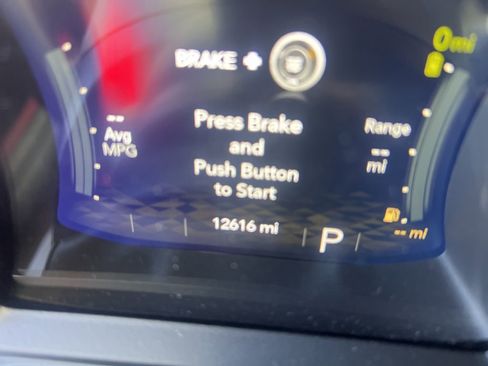 0mi
BRAKE +
Press Brake
and
Push Button
to Start
--
Avg
MPG
Range
--
mi
12616 mi
P
-- mi